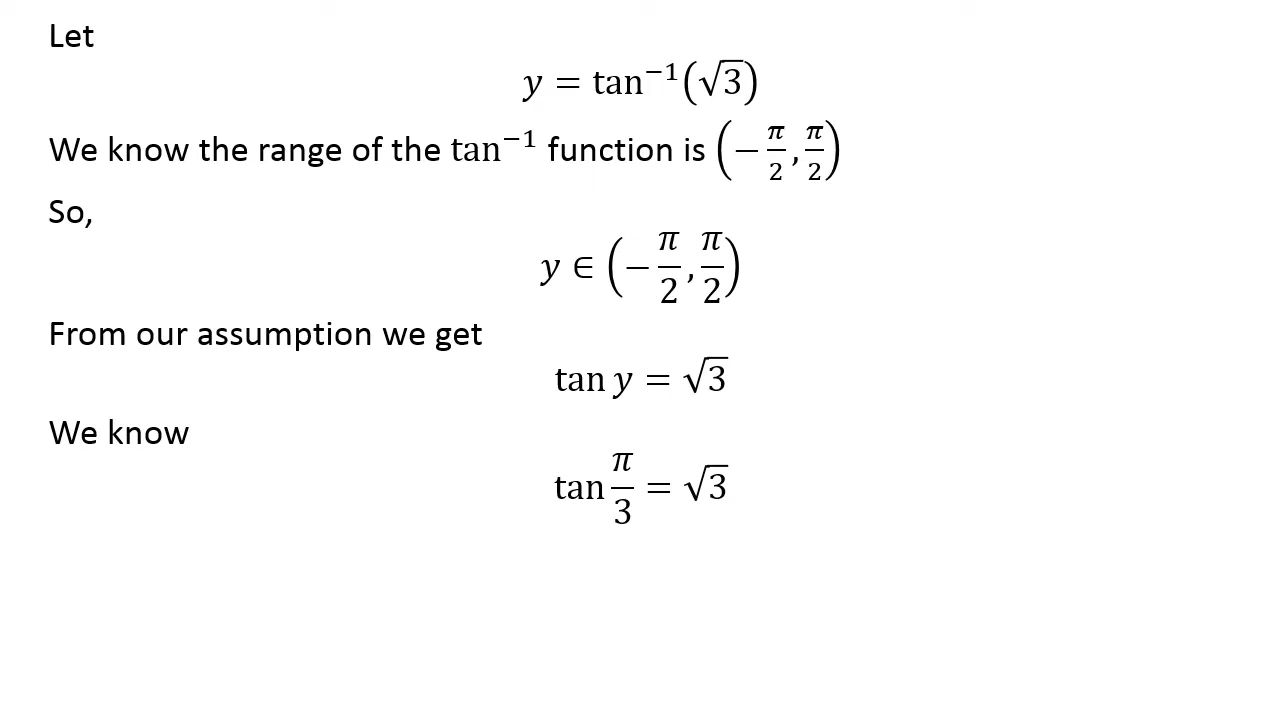 Let
y = tan⁻¹(√3)
We know the range of the tan⁻¹ function is (−π/2, π/2)
So,
y ∈ (−π/2, π/2)
From our assumption we get
tan y = √3
We know
tan π/3 = √3